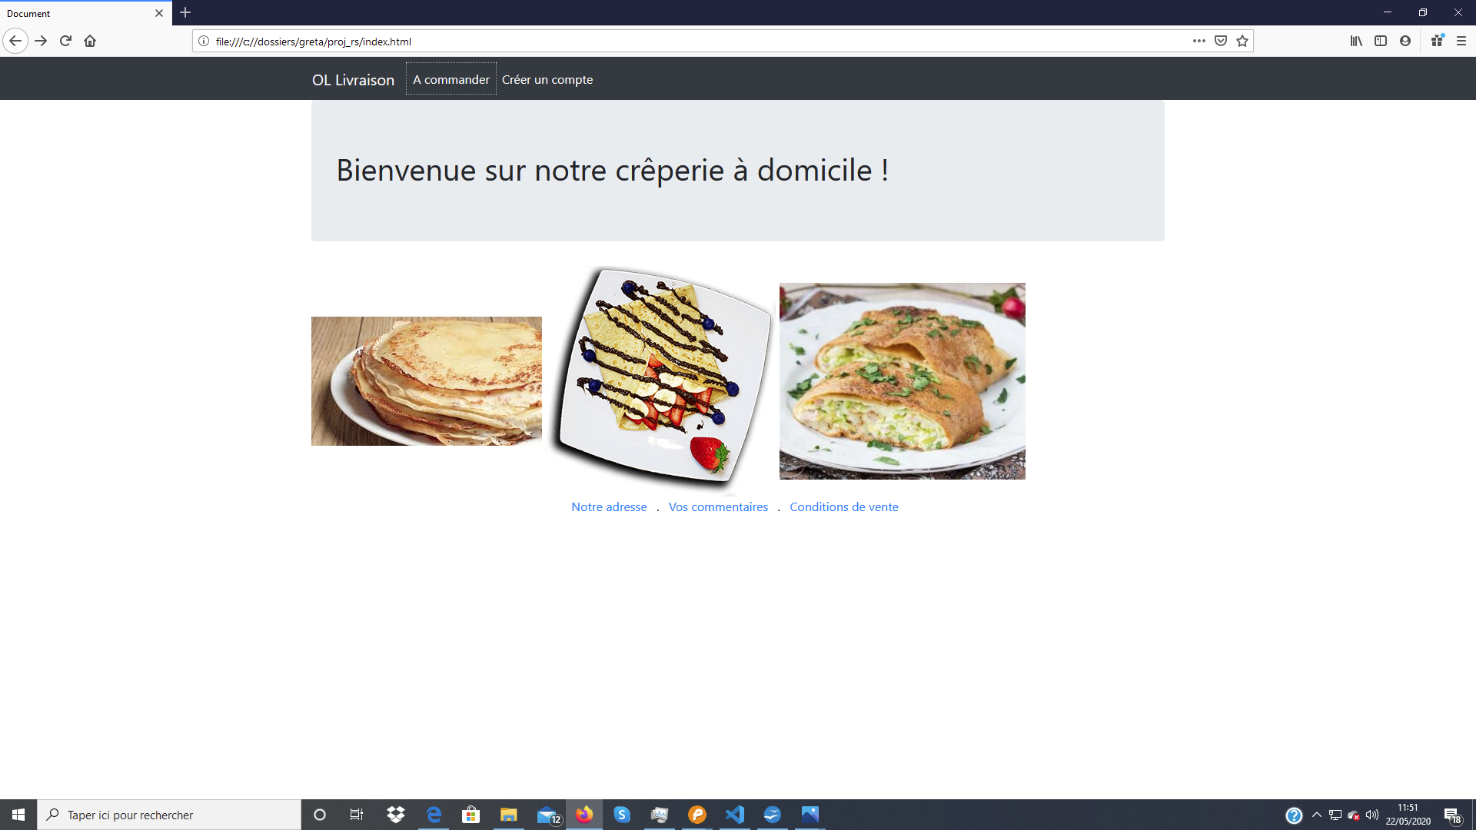 Document
file:///c://dossiers/greta/proj_rs/index.html
OL Livraison A commander Créer un compte
Bienvenue sur notre crêperie à domicile !
Notre adresse . Vos commentaires . Conditions de vente
Taper ici pour rechercher
12
11:51
22/05/2020
18